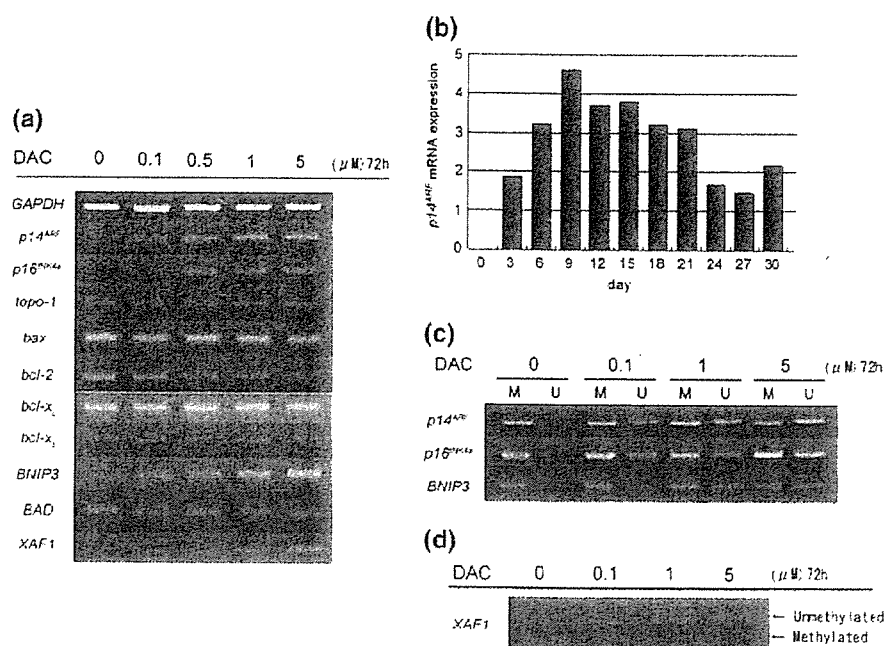 (a)
DAC 0 0.1 0.5 1 5 (μM) 72h
GAPDH
p14ARF
p16INK4a
topo-1
bax
bcl-2
bcl-xL
bcl-xS
BNIP3
BAD
XAF1
(b)
p14ARF mRNA expression
5
4
3
2
1
0
0 3 6 9 12 15 18 21 24 27 30
day
(c)
DAC 0 0.1 1 5 (μM) 72h
M U M U M U M U
p14ARF
p16INK4a
BNIP3
(d)
DAC 0 0.1 1 5 (μM) 72h
XAF1
← Unmethylated
← Methylated